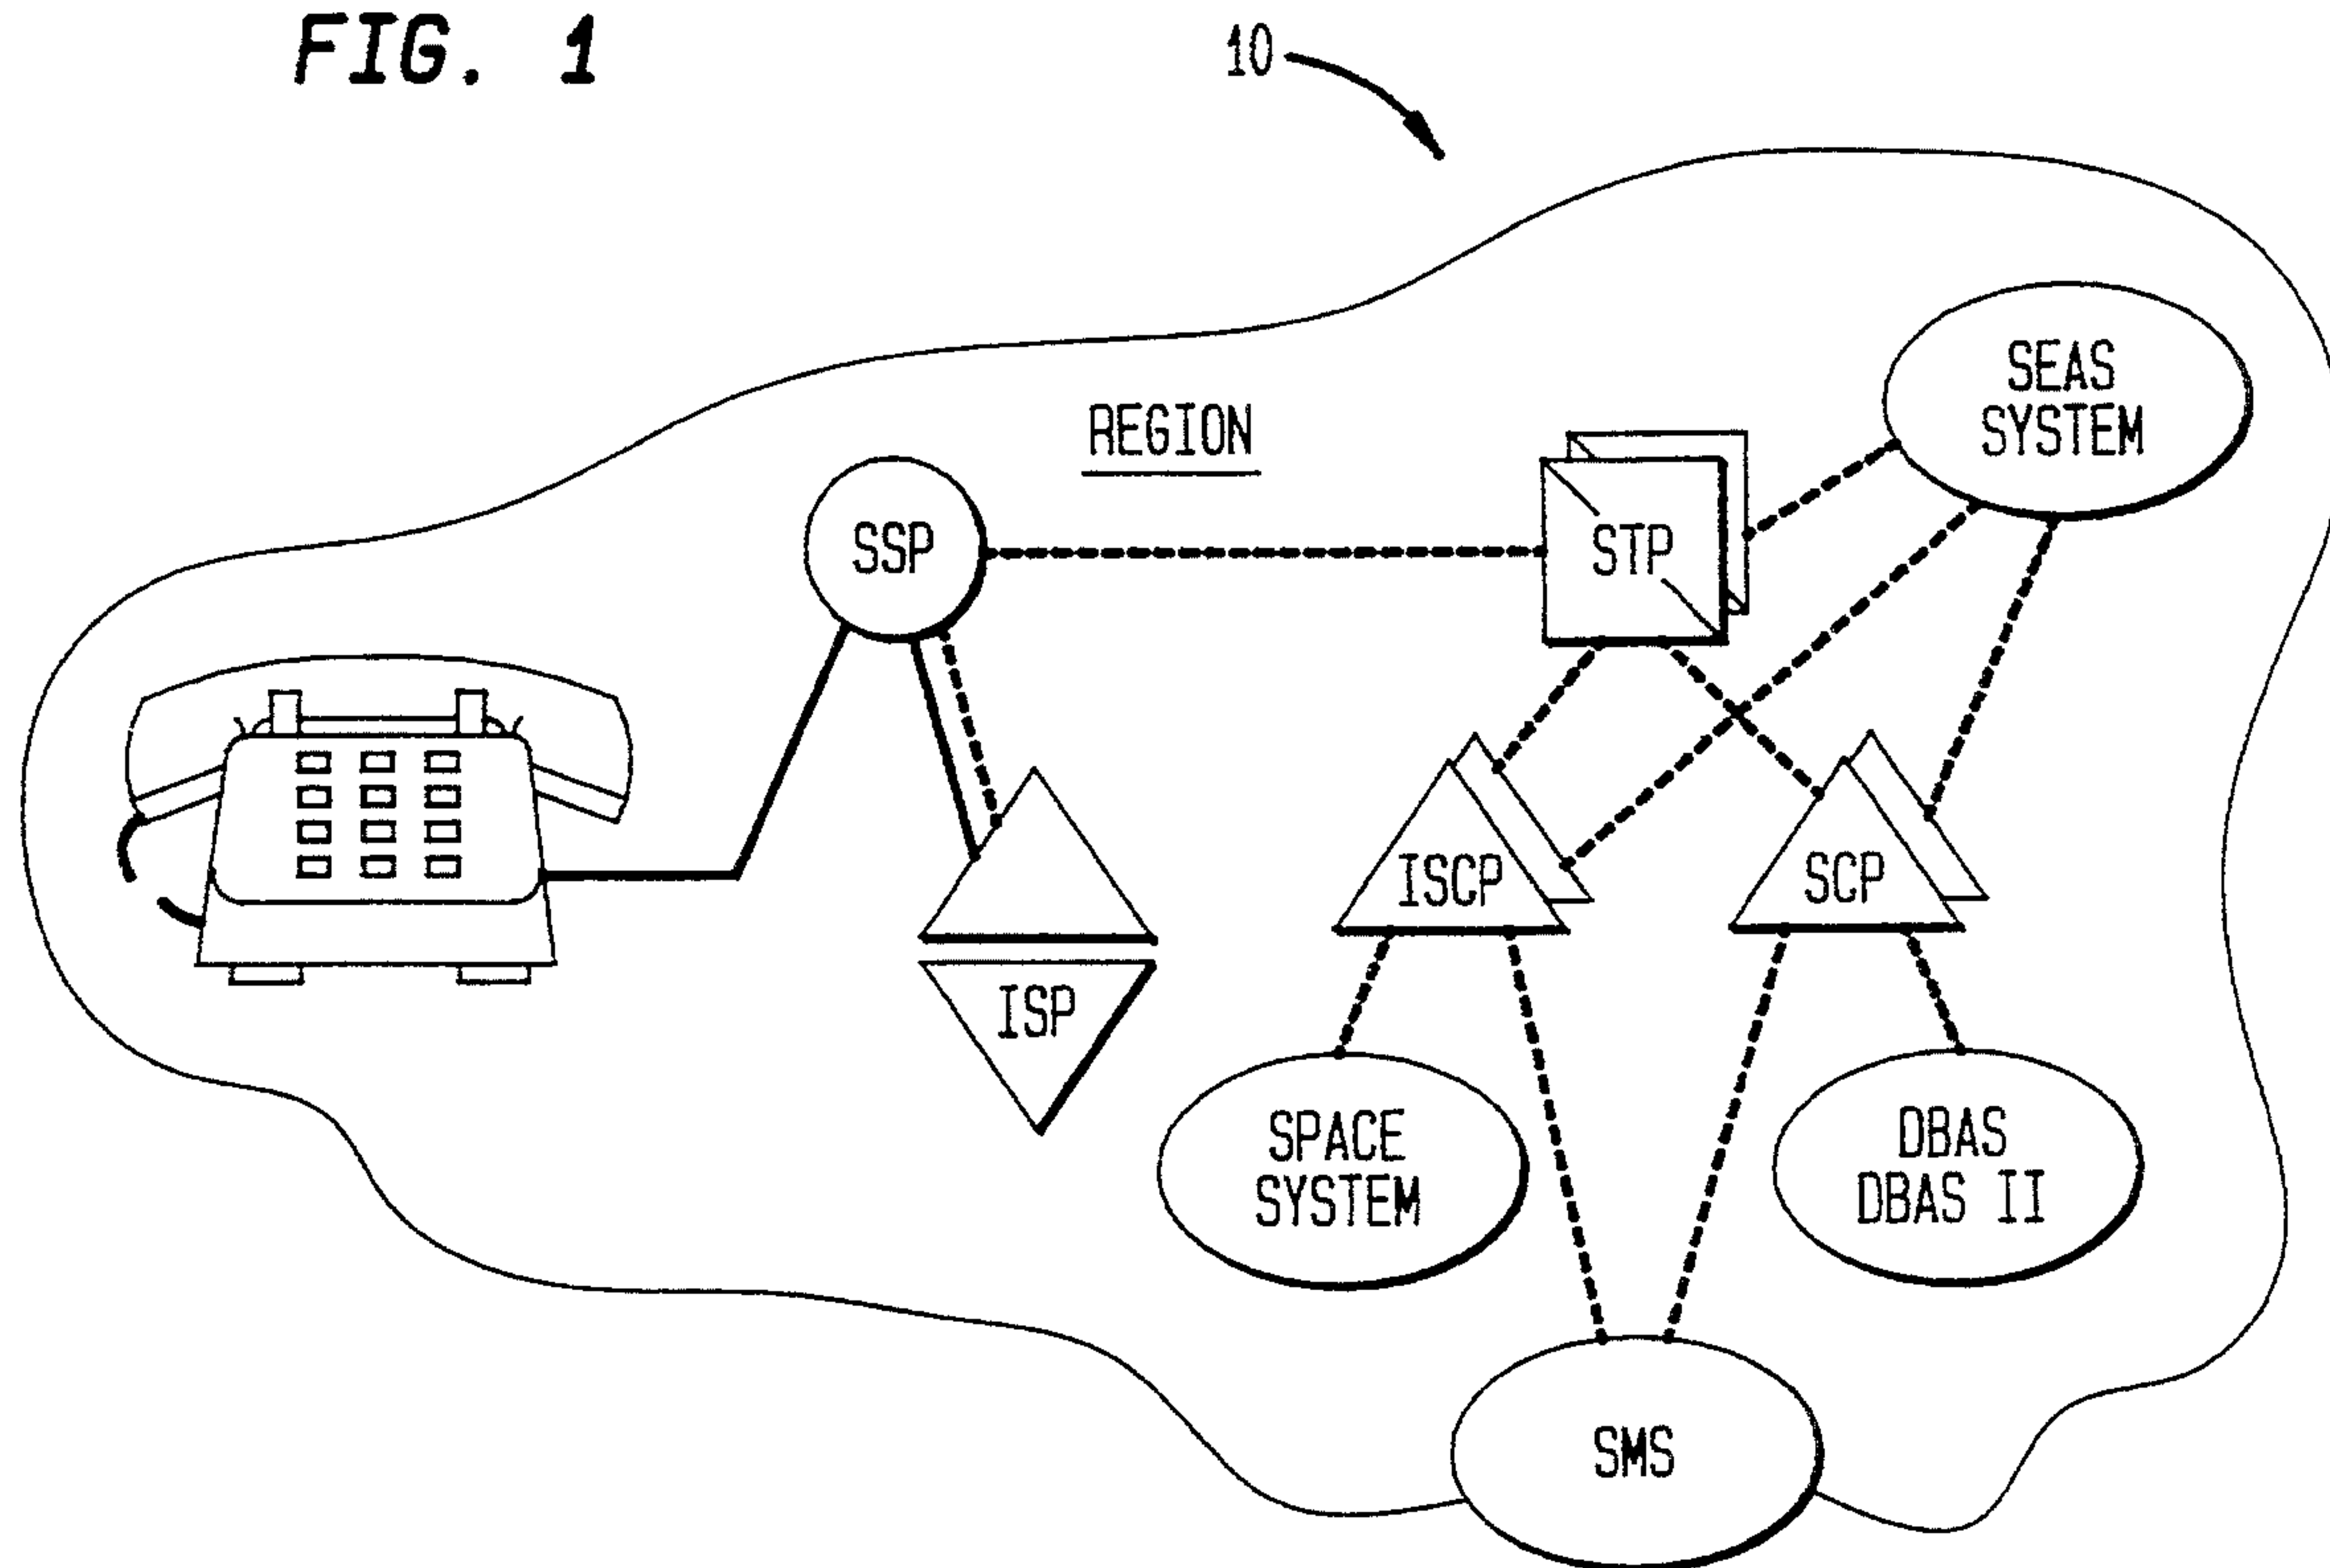 FIG. 1
10
REGION
SEAS
SYSTEM
SSP
STP
ISCP
SCP
ISP
SPACE
SYSTEM
DBAS
DBAS II
SMS